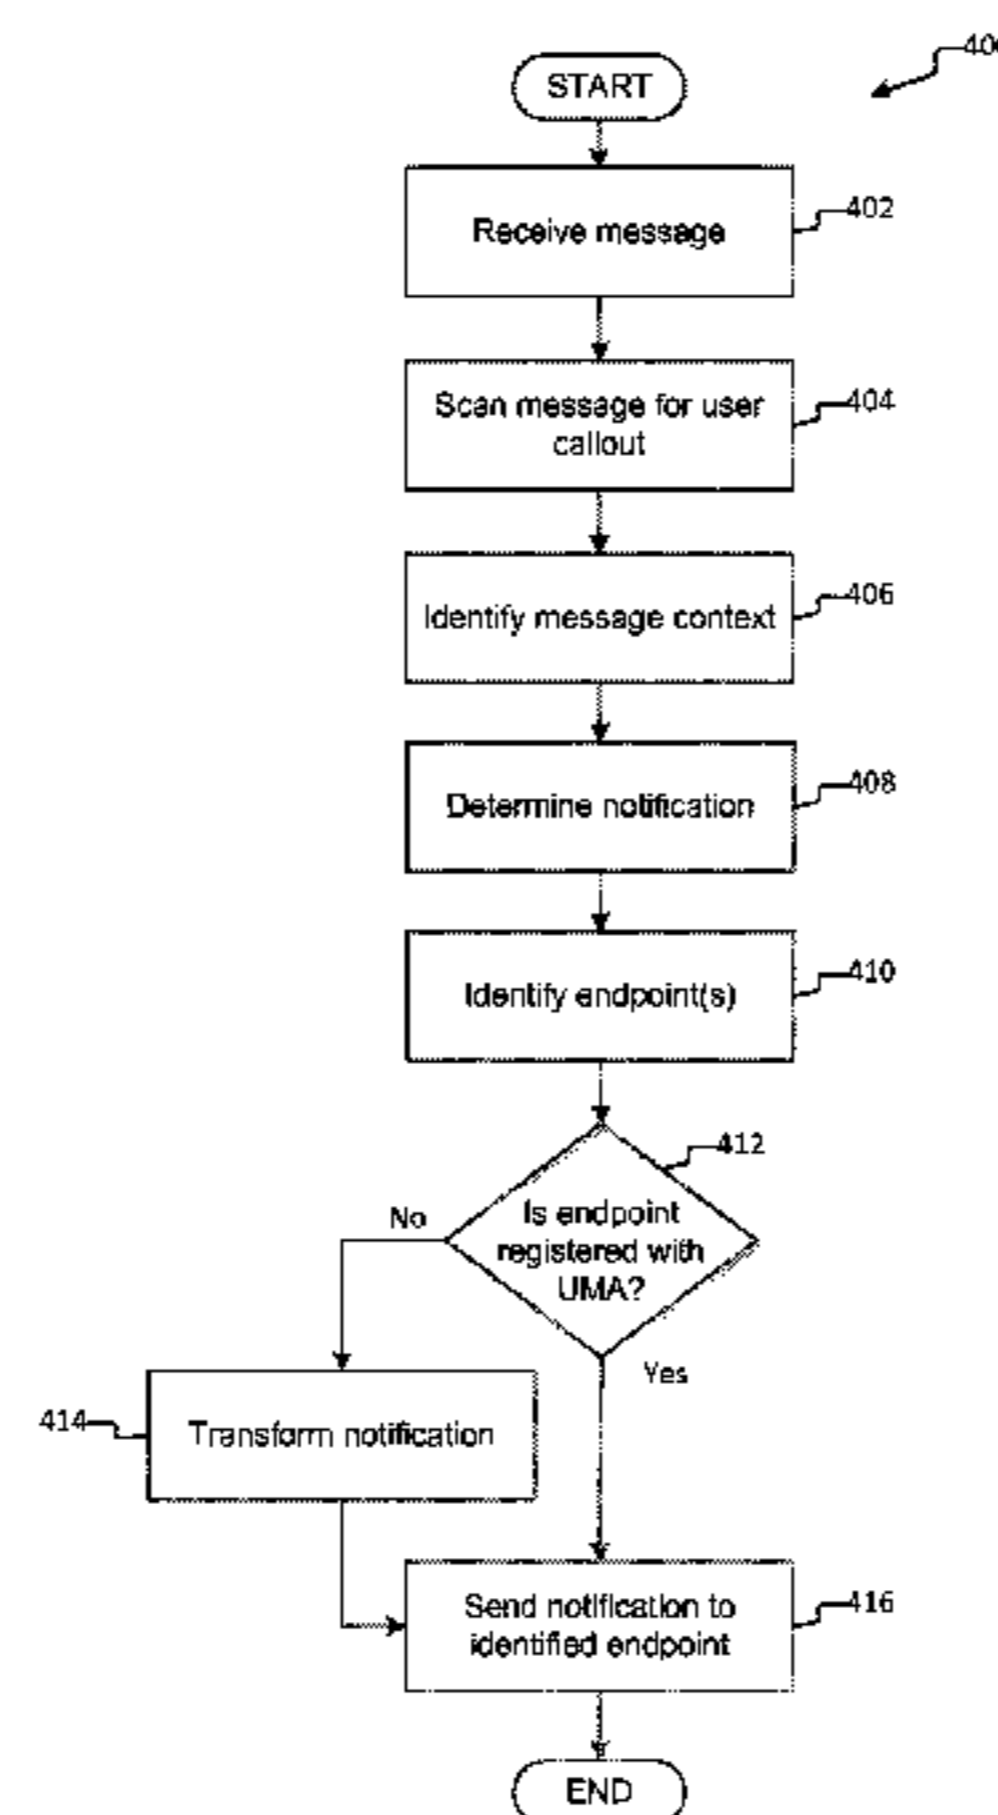 START
Receive message
402
Scan message for user
callout
404
Identify message context
406
Determine notification
408
Identify endpoint(s)
410
412
Is endpoint
registered with
UMA?
No
Yes
414
Transform notification
Send notification to
identified endpoint
416
END